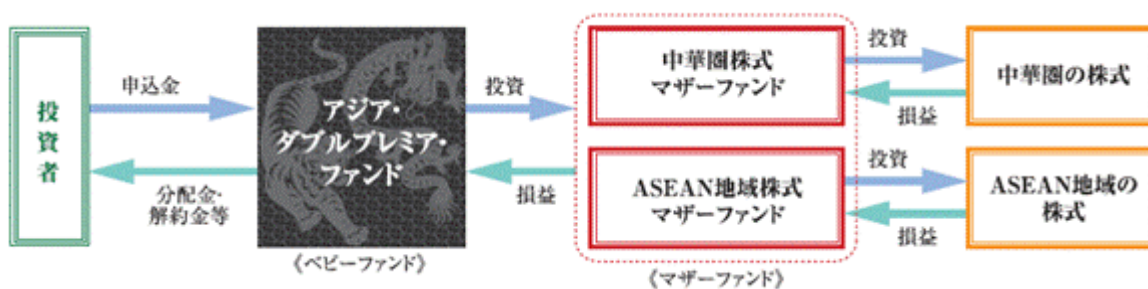 投資者
申込金
分配金・
解約金等
アジア・
ダブルプレミア・
ファンド
《ベビーファンド》
投資
損益
中華圏株式
マザーファンド
ASEAN地域株式
マザーファンド
《マザーファンド》
投資
損益
投資
損益
中華圏の株式
ASEAN地域の
株式